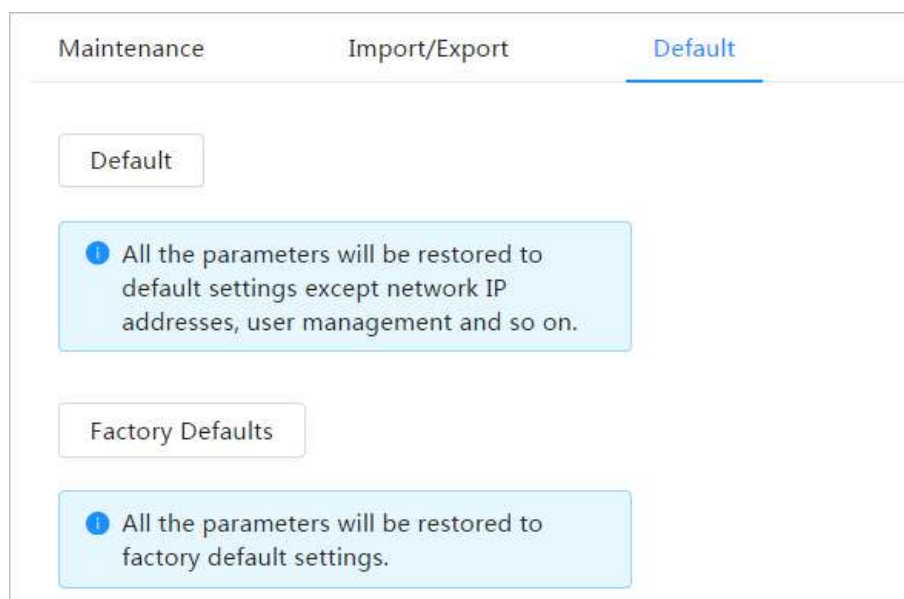 Maintenance Import/Export Default
Default
All the parameters will be restored to
default settings except network IP
addresses, user management and so on.
Factory Defaults
All the parameters will be restored to
factory default settings.